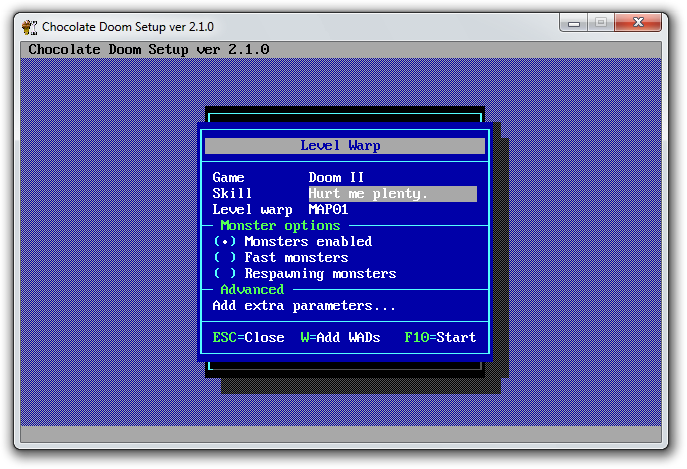 Chocolate Doom Setup ver 2.1.0
Chocolate Doom Setup ver 2.1.0
Level Warp
Game Doom II
Skill Hurt me plenty.
Level warp MAP01
Monster options
(•) Monsters enabled
( ) Fast monsters
( ) Respawning monsters
Advanced
Add extra parameters...
ESC=Close W=Add WADs F10=Start